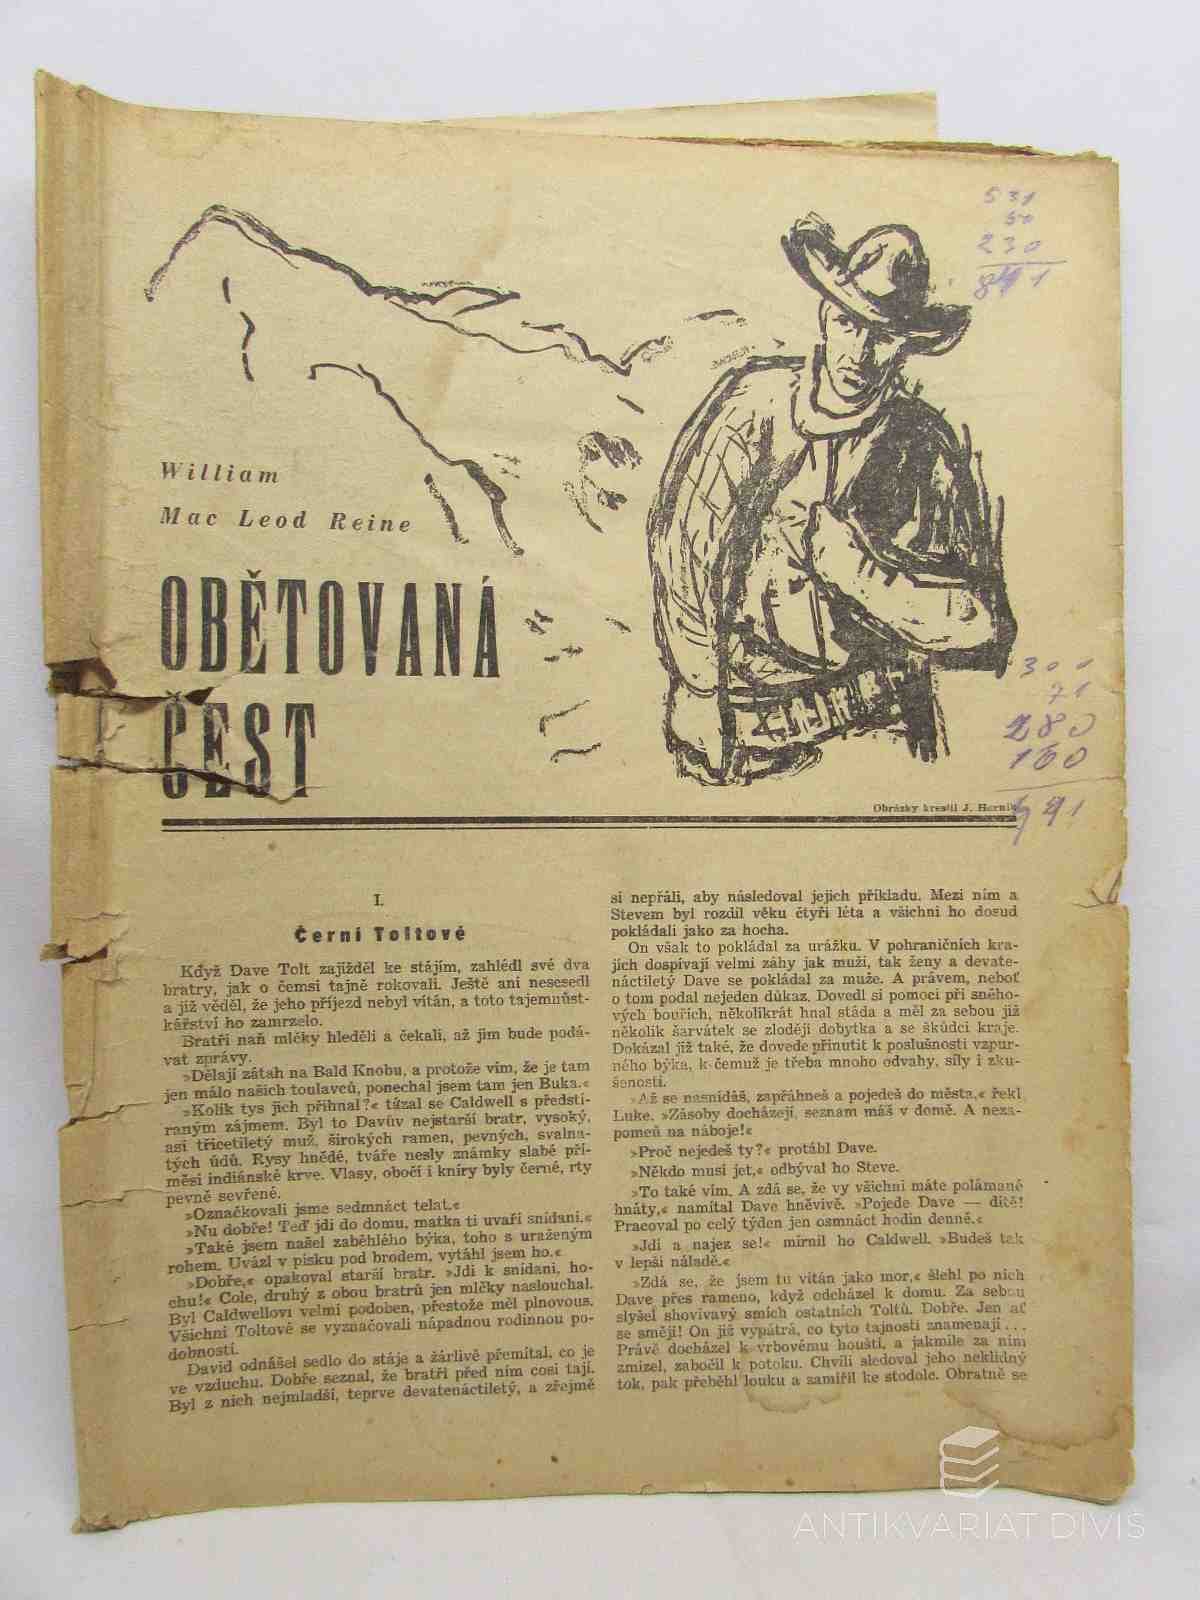 531
50
230
841
William
Mac Leod Reine
OBĚTOVANÁ
ČEST
300
71
280
160
Obrázky kreslil J. Horník
I.
Černí Toltové
Když Dave Tolt zajížděl ke stájím, zahlédl své dva
bratry, jak o čemsi tajně rokovali. Ještě ani nesesedl
a již věděl, že jeho příjezd nebyl vítán, a toto tajemnůst-
kářství ho zamrzelo.
Bratři naň mlčky hleděli a čekali, až jim bude podá-
vat zprávy.
»Dělají zátah na Bald Knobu, a protože vím, že je tam
jen málo našich toulavců, ponechal jsem tam jen Buka.«
»Kolik tys jich přihnal?« tázal se Caldwell s předstí-
raným zájmem. Byl to Davův nejstarší bratr, vysoký,
asi třicetiletý muž, širokých ramen, pevných, svalna-
tých údů. Rysy hnědé, tváře nesly známky slabé pří-
měsi indiánské krve. Vlasy, obočí i kníry byly černé, rty
pevně sevřené.
»Označkovali jsme sedmnáct telat.«
»Nu dobře! Teď jdi do domu, matka ti uvaří snídani.«
»Také jsem našel zaběhlého býka, toho s uraženým
rohem. Uvázl v písku pod brodem, vytáhl jsem ho.«
»Dobře,« opakoval starší bratr. »Jdi k snídani, ho-
chu!« Cole, druhý z obou bratrů jen mlčky naslouchal.
Byl Caldwellovi velmi podoben, přestože měl plnovous.
Všichni Toltové se vyznačovali nápadnou rodinnou po-
dobností.
David odnášel sedlo do stáje a žárlivě přemítal, co je
ve vzduchu. Dobře seznal, že bratři před ním cosi tají.
Byl z nich nejmladší, teprve devatenáctiletý, a zřejmě
si nepřáli, aby následoval jejich příkladu. Mezi ním a
Stevem byl rozdíl věku čtyři léta a všichni ho dosud
pokládali jako za hocha.
On však to pokládal za urážku. V pohraničních kra-
jích dospívají velmi záhy jak muži, tak ženy a devate-
náctiletý Dave se pokládal za muže. A právem, neboť
o tom podal nejeden důkaz. Dovedl si pomoci při sněho-
vých bouřích, několikrát hnal stáda a měl za sebou již
několik šarvátek se zloději dobytka a se škůdci kraje.
Dokázal již také, že dovede přinutit k poslušnosti vzpur-
ného býka, k čemuž je třeba mnoho odvahy, síly i zku-
šenosti.
»Až se nasnídáš, zapřáhneš a pojedeš do města,« řekl
Luke. »Zásoby docházejí, seznam máš v domě. A neza-
pomeň na náboje!«
»Proč nejedeš ty?« protáhl Dave.
»Někdo musí jet,« odbýval ho Steve.
»To také vím. A zdá se, že vy všichni máte polámané
hnáty,« namítal Dave hněvivě. »Pojede Dave — dítě!
Pracoval po celý týden jen osmnáct hodin denně.«
»Jdi a najez se!« mírnil ho Caldwell. »Budeš tak
v lepší náladě.«
»Zdá se, že jsem tu vítán jako mor,« šlehl po nich
Dave přes rameno, když odcházel k domu. Za sebou
slyšel shovívavý smích ostatních Toltů. Dobře. Jen ať
se smějí! On již vypátrá, co tyto tajnosti znamenají...
Právě docházel k vrbovému houští, a jakmile za ním
zmizel, zabočil k potoku. Chvíli sledoval jeho neklidný
tok, pak přeběhl louku a zamířil ke stodole. Obratně se
ANTIKVARIAT DIVIS